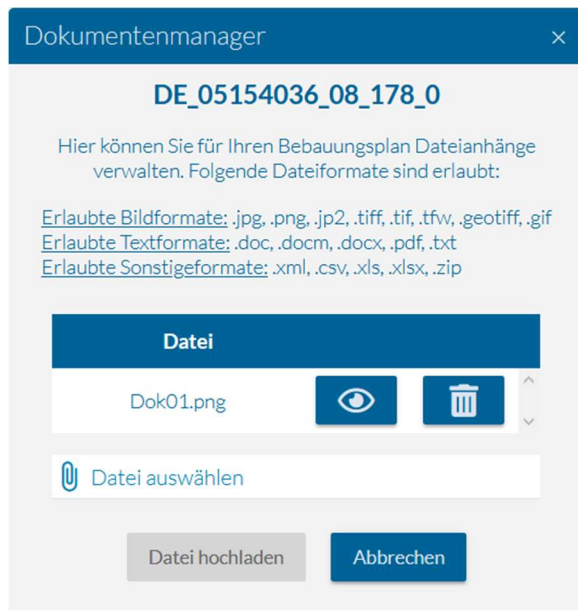 Dokumentenmanager ×
DE_05154036_08_178_0
Hier können Sie für Ihren Bebauungsplan Dateianhänge
verwalten. Folgende Dateiformate sind erlaubt:
Erlaubte Bildformate: .jpg, .png, .jp2, .tiff, .tif, .tfw, .geotiff, .gif
Erlaubte Textformate: .doc, .docm, .docx, .pdf, .txt
Erlaubte Sonstigeformate: .xml, .csv, .xls, .xlsx, .zip
Datei
Dok01.png
Datei auswählen
Datei hochladen Abbrechen